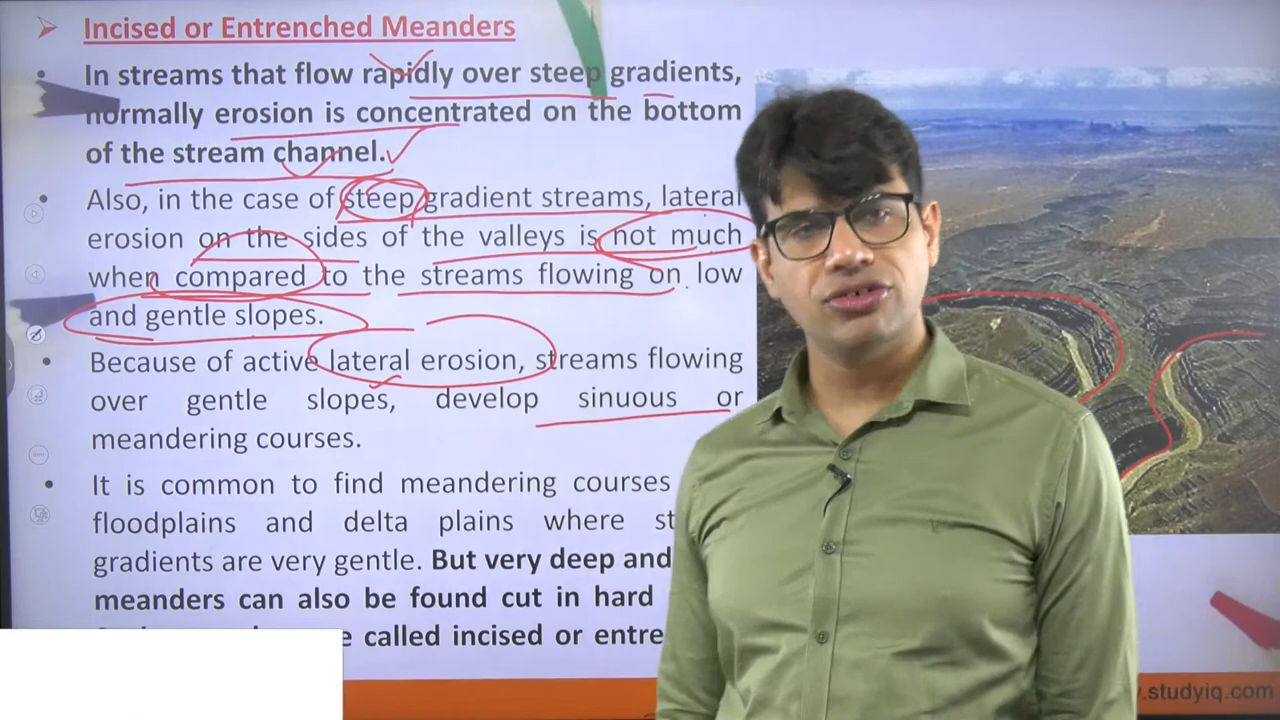 Incised or Entrenched Meanders
In streams that flow rapidly over steep gradients,
normally erosion is concentrated on the bottom
of the stream channel.
Also, in the case of steep gradient streams, lateral
erosion on the sides of the valleys is not much
when compared to the streams flowing on low
and gentle slopes.
Because of active lateral erosion, streams flowing
over gentle slopes, develop sinuous or
meandering courses.
It is common to find meandering courses
floodplains and delta plains where
gradients are very gentle. But very deep and
meanders can also be found cut in hard
called incised or
.studyiq.com